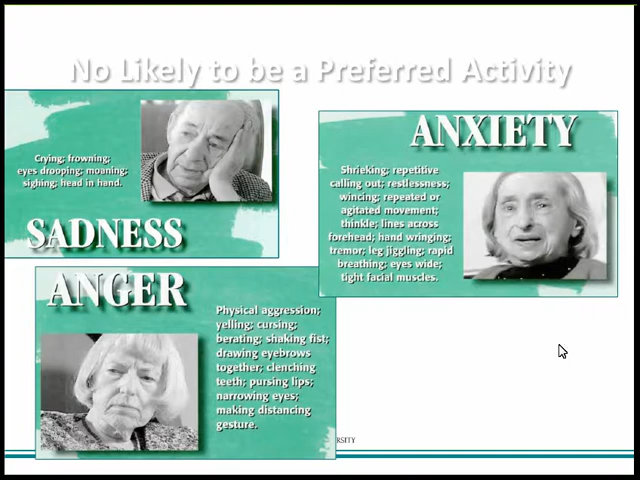 No Likely to be a Preferred Activity
Crying; frowning;
eyes drooping; moaning;
sighing; head in hand.
SADNESS
ANXIETY
Shrieking; repetitive
calling out; restlessness;
wincing; repeated or
agitated movement;
thinkle; lines across
forehead; hand wringing;
tremor; leg jiggling; rapid
breathing; eyes wide;
tight facial muscles.
ANGER
Physical aggression;
yelling; cursing;
berating; shaking fist;
drawing eyebrows
together; clenching
teeth; pursing lips;
narrowing eyes;
making distancing
gesture.
RSITY